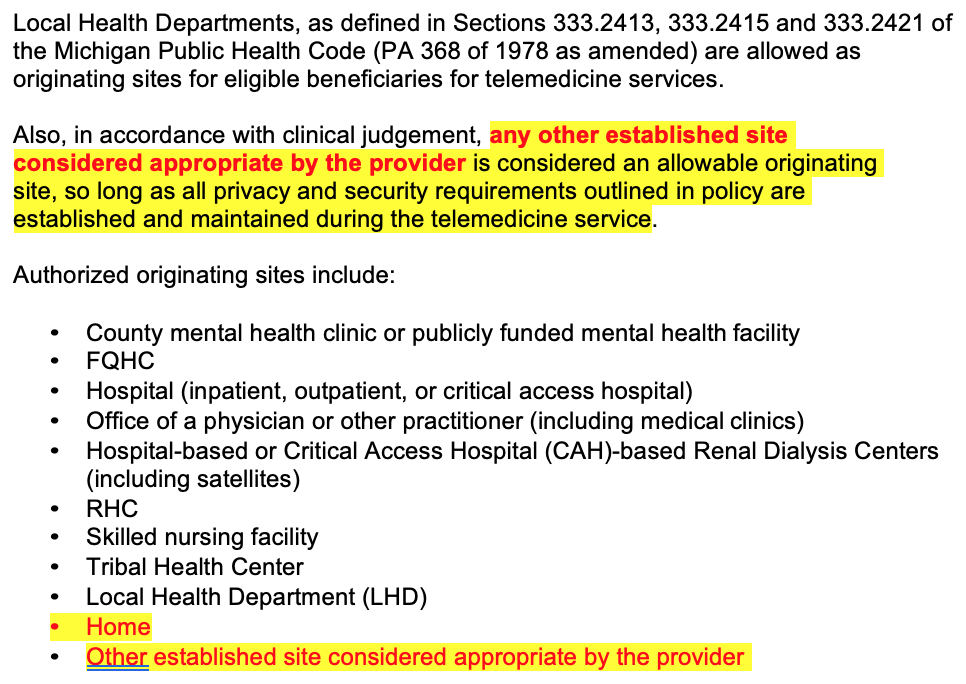 Local Health Departments, as defined in Sections 333.2413, 333.2415 and 333.2421 of
the Michigan Public Health Code (PA 368 of 1978 as amended) are allowed as
originating sites for eligible beneficiaries for telemedicine services.
Also, in accordance with clinical judgement, any other established site
considered appropriate by the provider is considered an allowable originating
site, so long as all privacy and security requirements outlined in policy are
established and maintained during the telemedicine service.
Authorized originating sites include:
• County mental health clinic or publicly funded mental health facility
• FQHC
• Hospital (inpatient, outpatient, or critical access hospital)
• Office of a physician or other practitioner (including medical clinics)
• Hospital-based or Critical Access Hospital (CAH)-based Renal Dialysis Centers
(including satellites)
• RHC
• Skilled nursing facility
• Tribal Health Center
• Local Health Department (LHD)
• Home
• Other established site considered appropriate by the provider